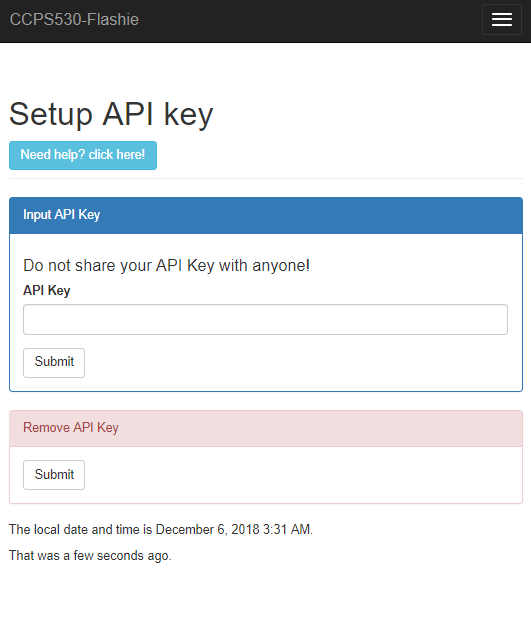 CCPS530-Flashie
Setup API key
Need help? click here!
Input API Key
Do not share your API Key with anyone!
API Key
Submit
Remove API Key
Submit
The local date and time is December 6, 2018 3:31 AM.
That was a few seconds ago.